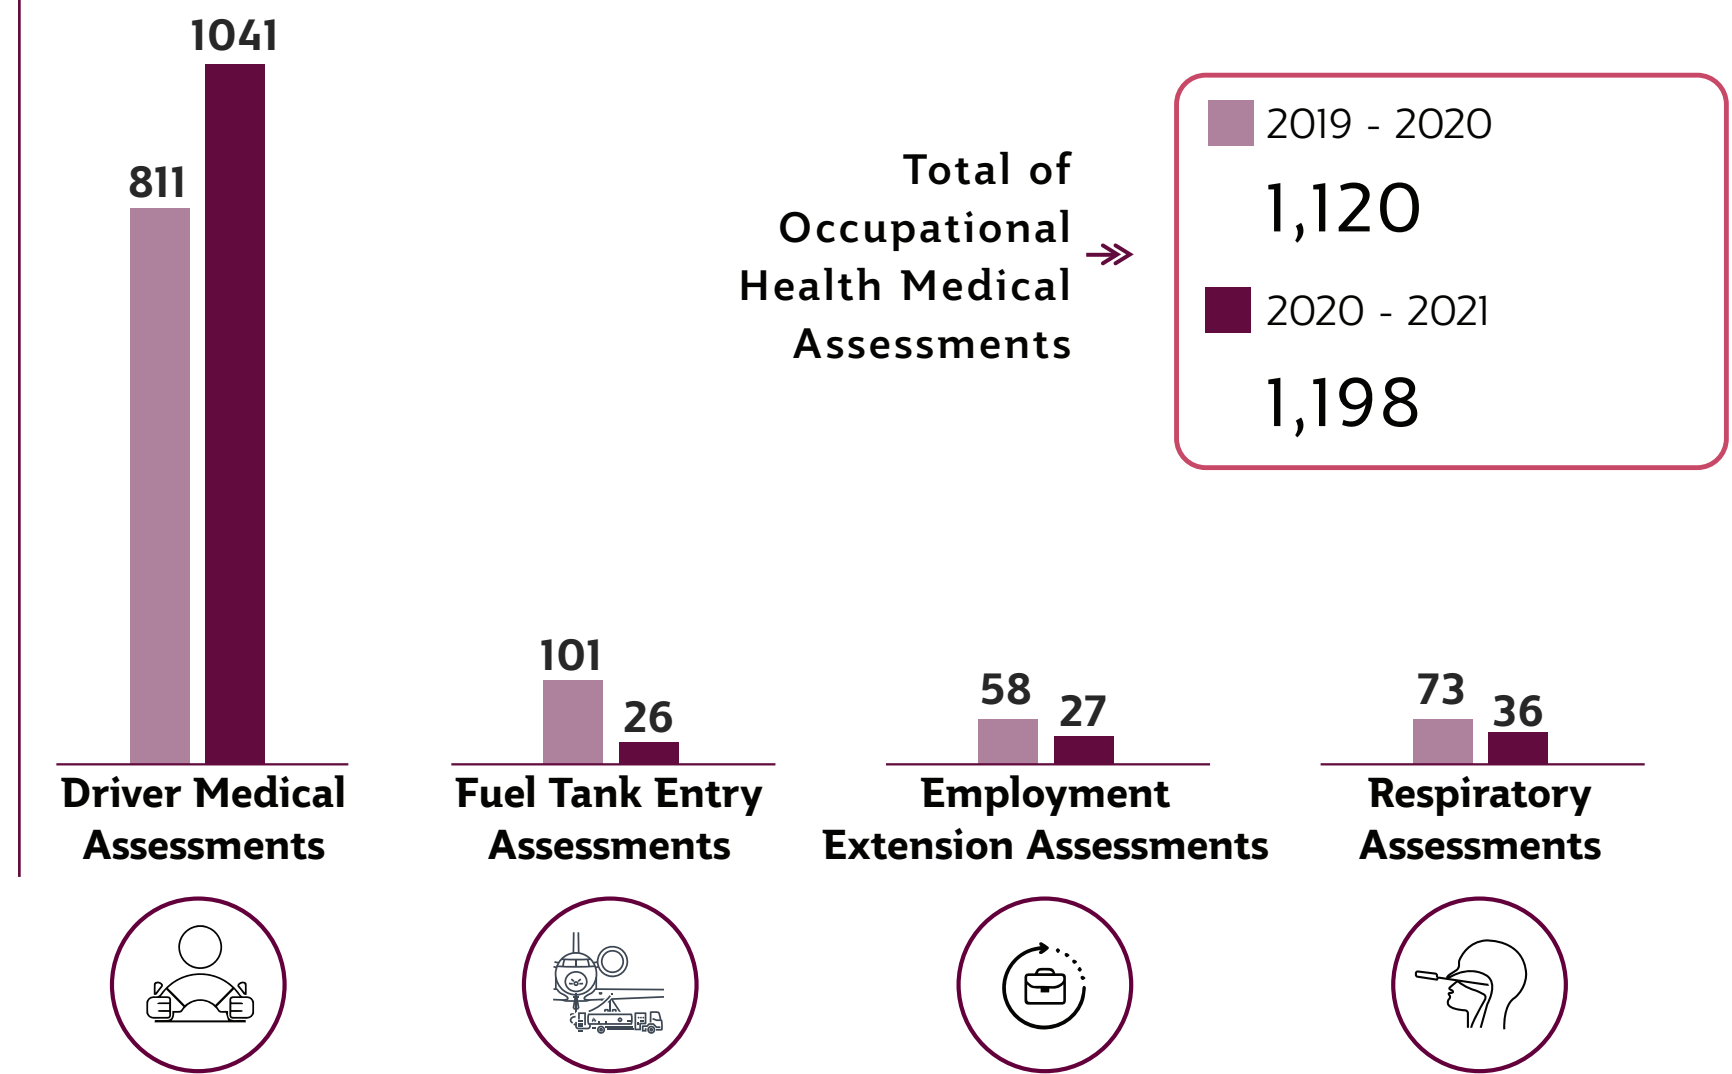 1041
811
Total of
Occupational
Health Medical
Assessments
2019 - 2020
1,120
2020 - 2021
1,198
101
26
58
27
73
36
Driver Medical
Assessments
Fuel Tank Entry
Assessments
Employment
Extension Assessments
Respiratory
Assessments